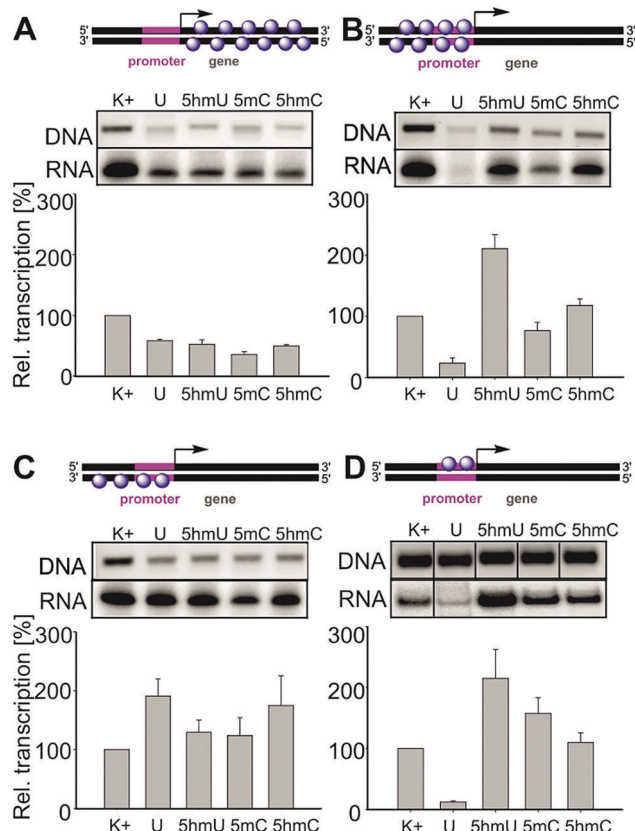 A
5' 3'
3' 5'
promoter gene
K+ U 5hmU 5mC 5hmC
DNA
RNA
Rel. transcription [%]
300
200
100
0
K+ U 5hmU 5mC 5hmC
B
5' 3'
3' 5'
promoter gene
K+ U 5hmU 5mC 5hmC
DNA
RNA
300
200
100
0
K+ U 5hmU 5mC 5hmC
C
5' 3'
3' 5'
promoter gene
K+ U 5hmU 5mC 5hmC
DNA
RNA
Rel. transcription [%]
300
200
100
0
K+ U 5hmU 5mC 5hmC
D
5' 3'
3' 5'
promoter gene
K+ U 5hmU 5mC 5hmC
DNA
RNA
300
200
100
0
K+ U 5hmU 5mC 5hmC